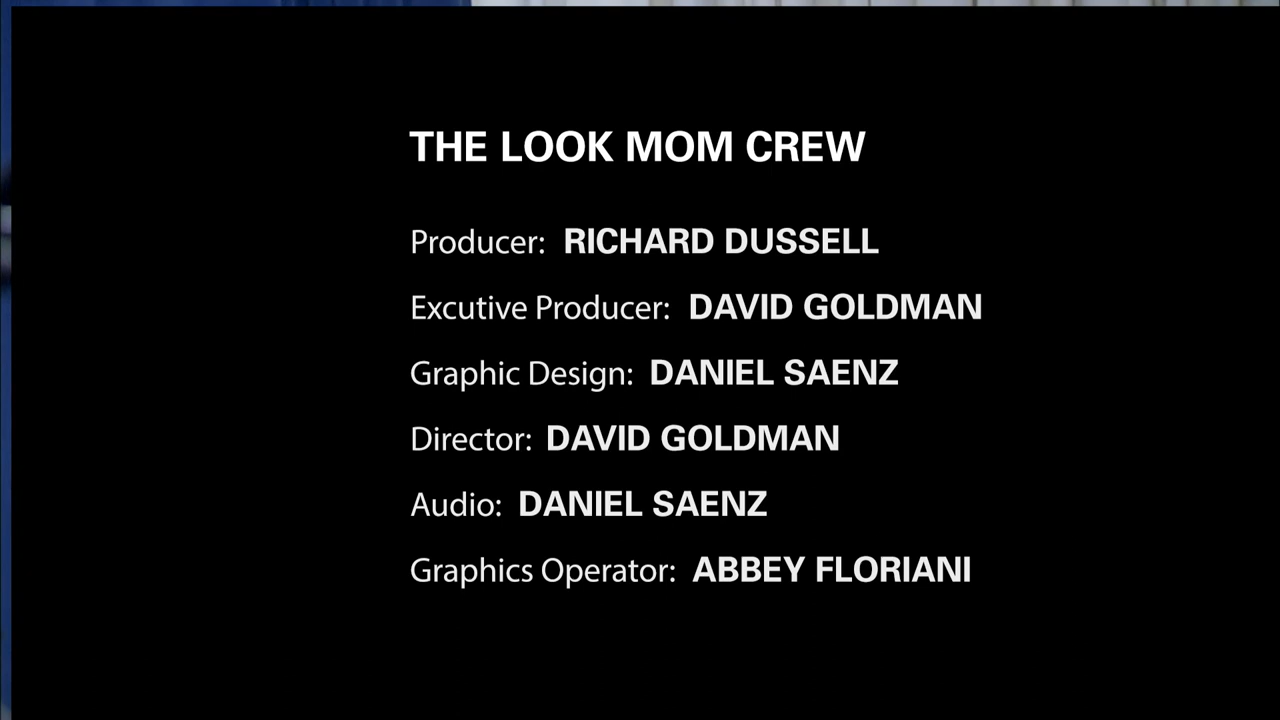 THE LOOK MOM CREW
Producer: RICHARD DUSSELL
Excutive Producer: DAVID GOLDMAN
Graphic Design: DANIEL SAENZ
Director: DAVID GOLDMAN
Audio: DANIEL SAENZ
Graphics Operator: ABBEY FLORIANI